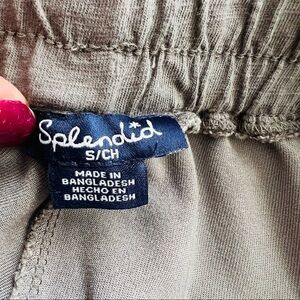 Splendid
S/CH
MADE IN
BANGLADESH
HECHO EN
BANGLADESH